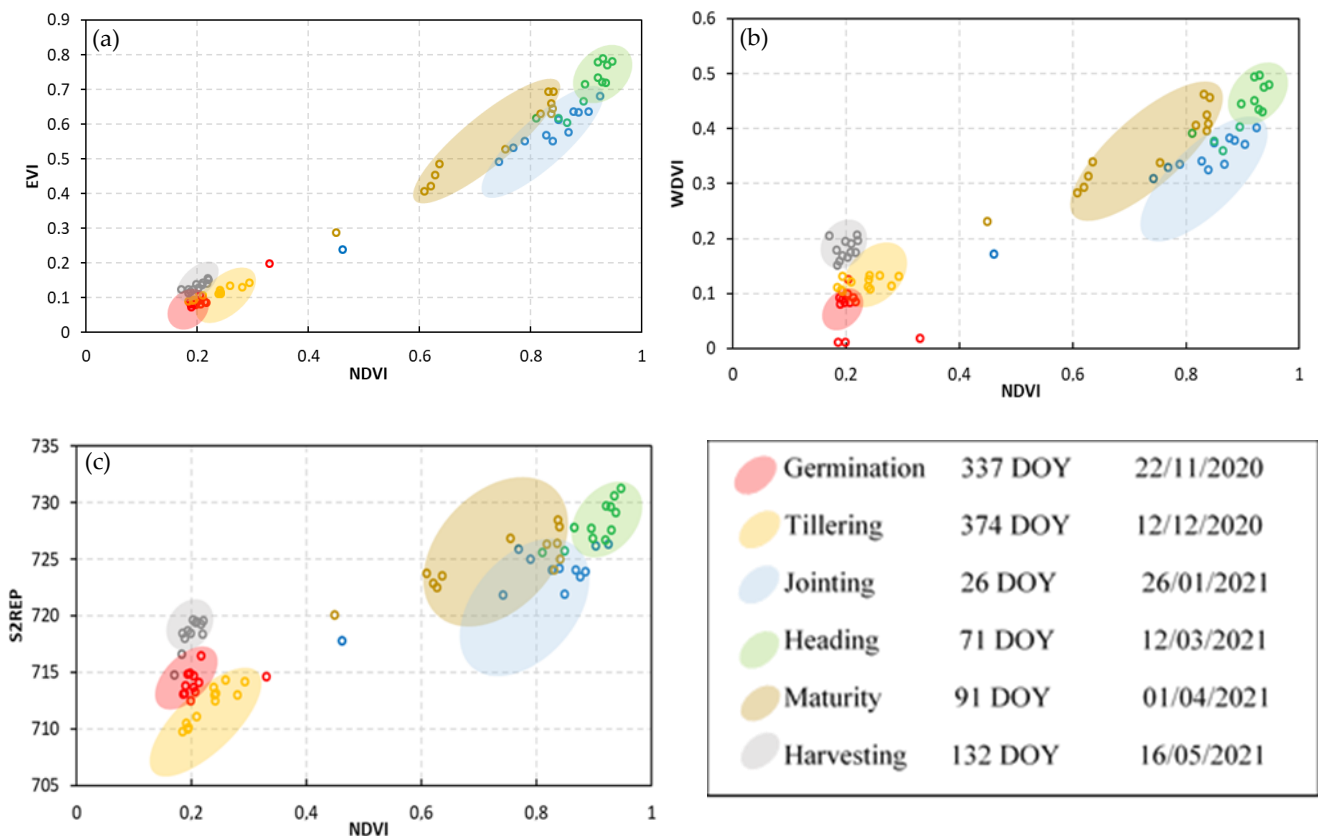 (a)
0.9
0.8
0.7
0.6
0.5
0.4
0.3
0.2
0.1
0
EVI
0 0.2 0.4 0.6 0.8 1
NDVI
(b)
0.6
0.5
0.4
0.3
0.2
0.1
0
WDVI
0 0.2 0.4 0.6 0.8 1
NDVI
(c)
735
730
725
720
715
710
705
S2REP
0 0,2 0,4 0,6 0,8 1
NDVI
Germination 337 DOY 22/11/2020
Tillering 374 DOY 12/12/2020
Jointing 26 DOY 26/01/2021
Heading 71 DOY 12/03/2021
Maturity 91 DOY 01/04/2021
Harvesting 132 DOY 16/05/2021